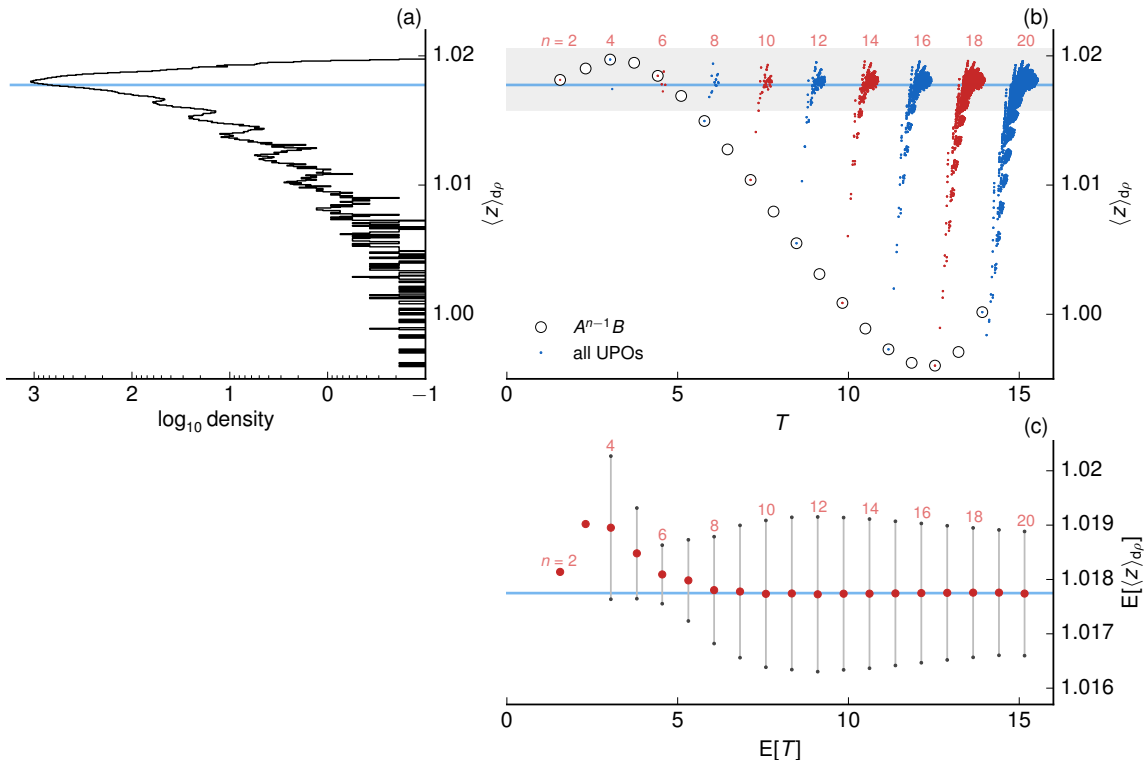 (a)
1.02
1.01
1.00
⟨z⟩dρ
3 2 1 0 −1
log10 density
(b)
n = 2 4 6 8 10 12 14 16 18 20
1.02
1.01
1.00
⟨z⟩dρ
Aⁿ⁻¹B
all UPOs
0 5 10 15
T
(c)
4
n = 2 6 8 10 12 14 16 18 20
1.02
1.019
1.018
1.017
1.016
E[⟨z⟩dρ]
0 5 10 15
E[T]